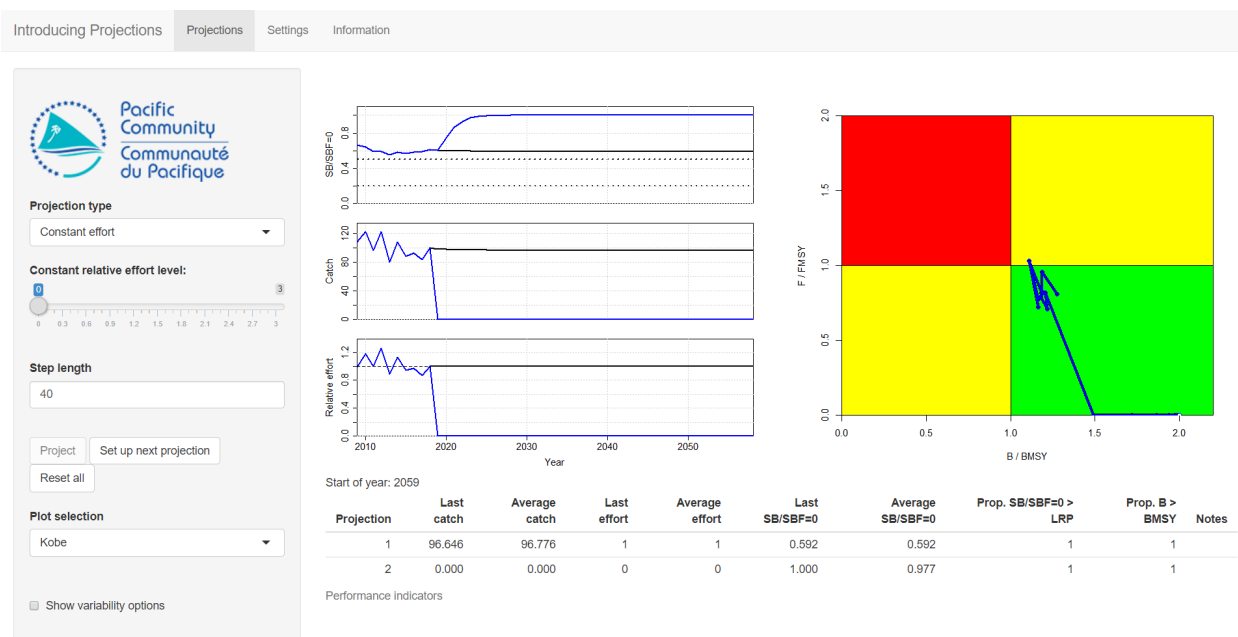 Introducing Projections Projections Settings Information
Pacific
Community
Communauté
du Pacifique
Projection type
Constant effort
Constant relative effort level:
0 3
0 0.3 0.6 0.9 1.2 1.5 1.8 2.1 2.4 2.7 3
Step length
40
Project Set up next projection
Reset all
Plot selection
Kobe
Show variability options
SB/SBF=0
0.0 0.4 0.8
Catch
0 40 80 120
Relative effort
0.0 0.4 0.8 1.2
2010 2020 2030 2040 2050
Year
F / FMSY
0.0 0.5 1.0 1.5 2.0
0.0 0.5 1.0 1.5 2.0
B / BMSY
Start of year: 2059
Last Average Last Average Last Average Prop. SB/SBF=0 > Prop. B >
Projection catch catch effort effort SB/SBF=0 SB/SBF=0 LRP BMSY Notes
1 96.646 96.776 1 1 0.592 0.592 1 1
2 0.000 0.000 0 0 1.000 0.977 1 1
Performance indicators